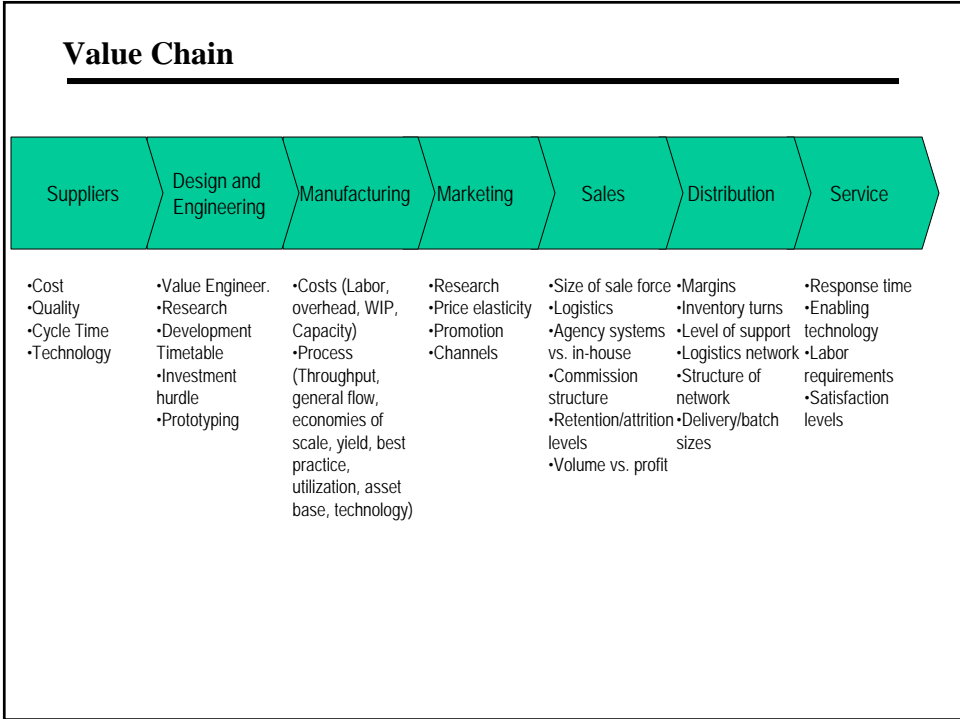 Value Chain
Suppliers
Design and
Engineering
Manufacturing
Marketing
Sales
Distribution
Service
•Cost
•Quality
•Cycle Time
•Technology
•Value Engineer.
•Research
•Development
Timetable
•Investment
hurdle
•Prototyping
•Costs (Labor,
overhead, WIP,
Capacity)
•Process
(Throughput,
general flow,
economies of
scale, yield, best
practice,
utilization, asset
base, technology)
•Research
•Price elasticity
•Promotion
•Channels
•Size of sale force
•Logistics
•Agency systems
vs. in-house
•Commission
structure
•Retention/attrition
levels
•Volume vs. profit
•Margins
•Inventory turns
•Level of support
•Logistics network
•Structure of
network
•Delivery/batch
sizes
•Response time
•Enabling
technology
•Labor
requirements
•Satisfaction
levels